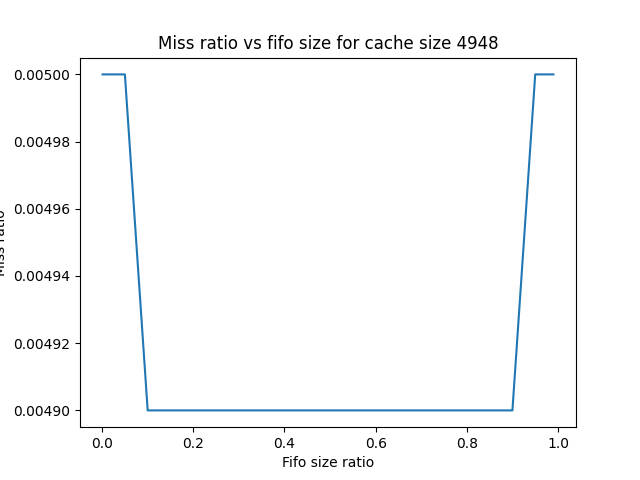 Miss ratio vs fifo size for cache size 4948
0.00500
0.00498
0.00496
0.00494
0.00492
0.00490
Miss ratio
0.0 0.2 0.4 0.6 0.8 1.0
Fifo size ratio